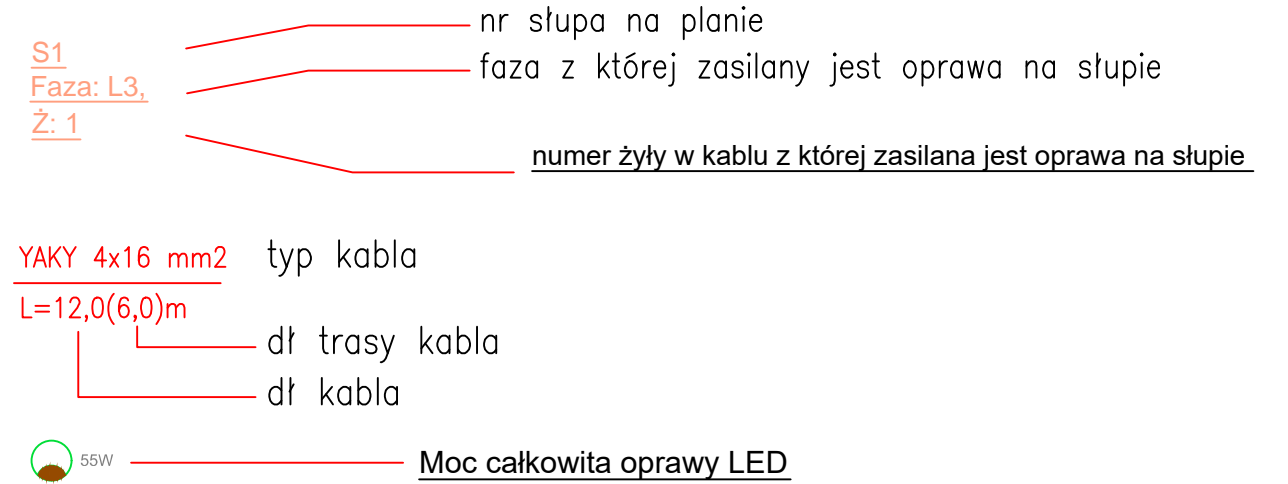 S1
nr słupa na planie
Faza: L3,
faza z której zasilany jest oprawa na słupie
Ż: 1
numer żyły w kablu z której zasilana jest oprawa na słupie
YAKY 4x16 mm2 typ kabla
L=12,0(6,0)m
dł trasy kabla
dł kabla
55W Moc całkowita oprawy LED